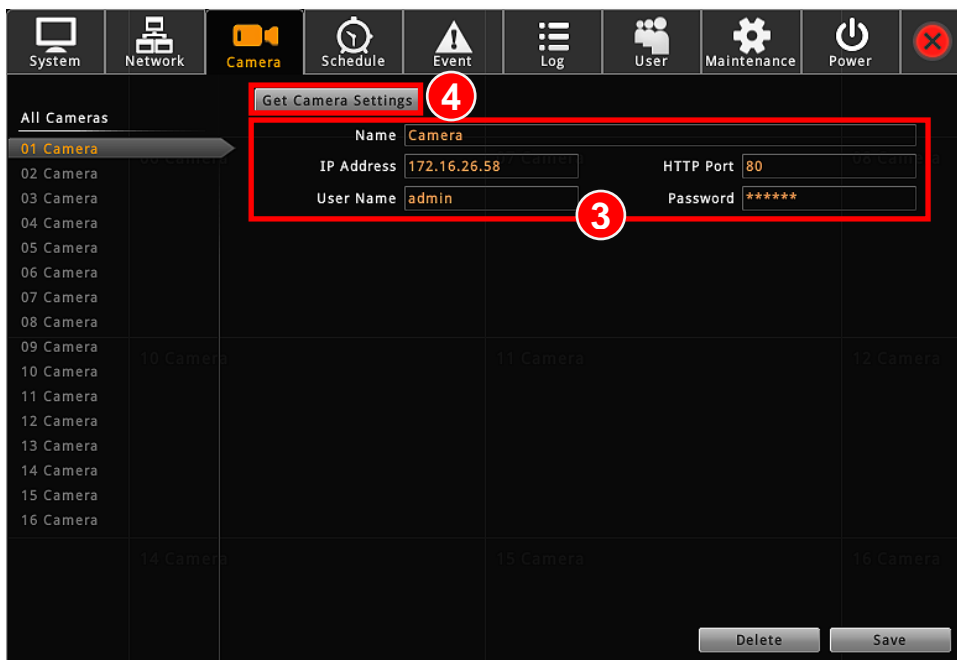 System Network Camera Schedule Event Log User Maintenance Power
Get Camera Settings 4
All Cameras
Name Camera
01 Camera
IP Address 172.16.26.58 HTTP Port 80
02 Camera
User Name admin Password ******
3
03 Camera
04 Camera
05 Camera
06 Camera
07 Camera
08 Camera
09 Camera
10 Camera
11 Camera
12 Camera
13 Camera
14 Camera
15 Camera
16 Camera
10 Camera 11 Camera 12 Camera
14 Camera 15 Camera 16 Camera
Delete Save